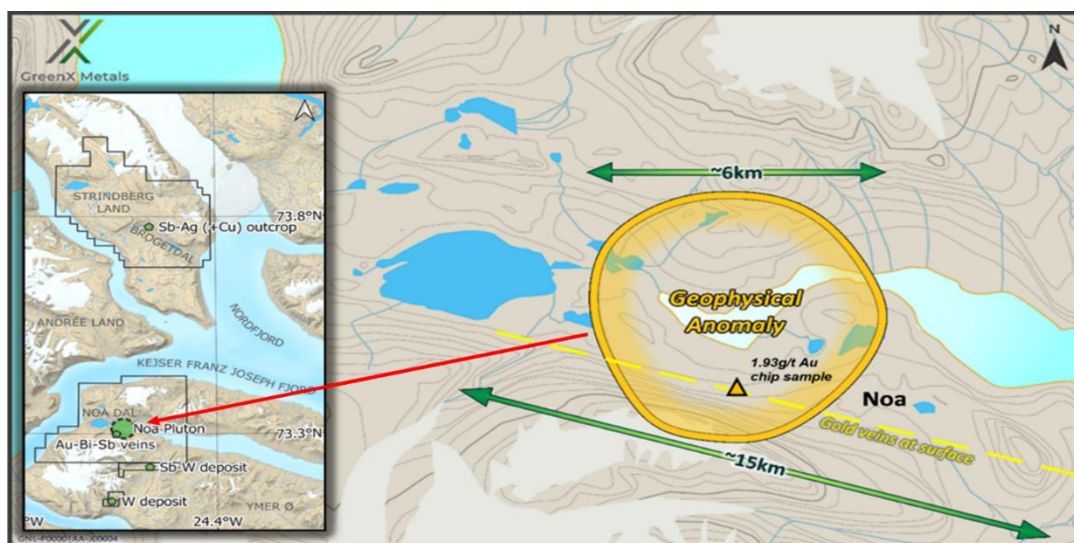 GreenX Metals
N
STRINDBERG
LAND
73.8°N
Sb-Ag (+Cu) outcrop
BROGETDAL
NORDFJORD
ANDRÉE LAND
KEJSER FRANZ JOSEPH FJORD
NOA DAL
Noa Pluton
73.3°N
Au-Bi-Sb veins
Sb-W deposit
W deposit
YMER Ø
°W
24.4°W
~6km
Geophysical
Anomaly
1.93g/t Au
chip sample
Noa
Gold veins at surface
~15km